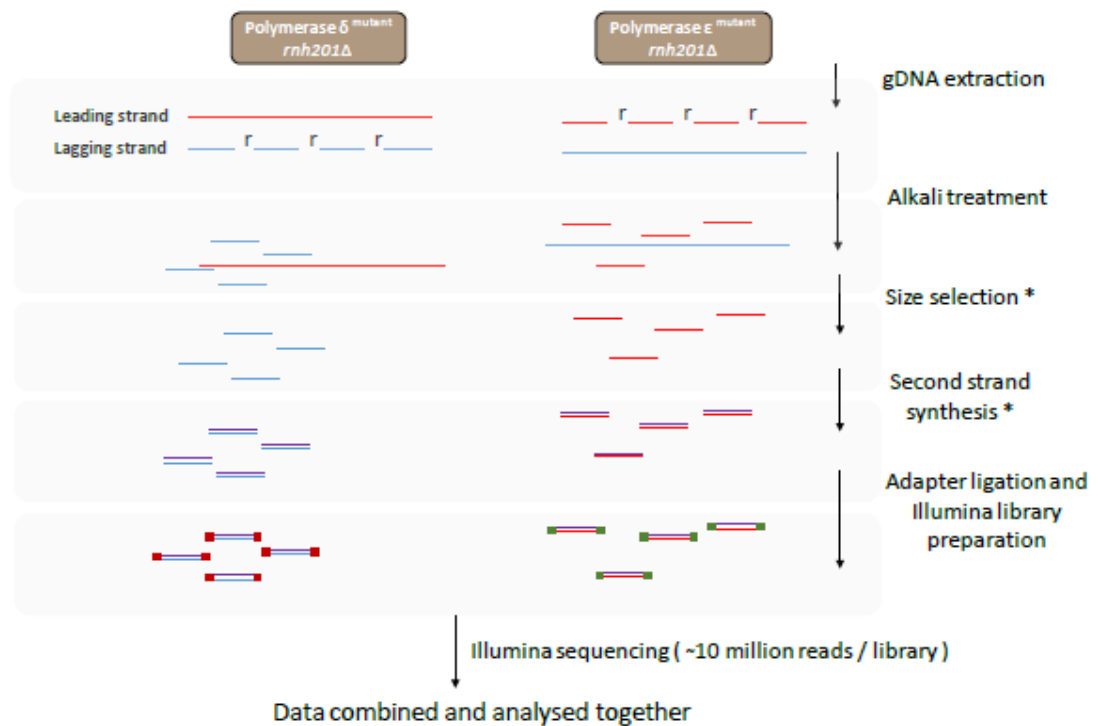 Polymerase δ mutant
rnh201Δ
Polymerase ε mutant
rnh201Δ
gDNA extraction
Leading strand
r r r
Lagging strand
r r r
Alkali treatment
Size selection *
Second strand
synthesis *
Adapter ligation and
Illumina library
preparation
Illumina sequencing ( ~10 million reads / library )
Data combined and analysed together